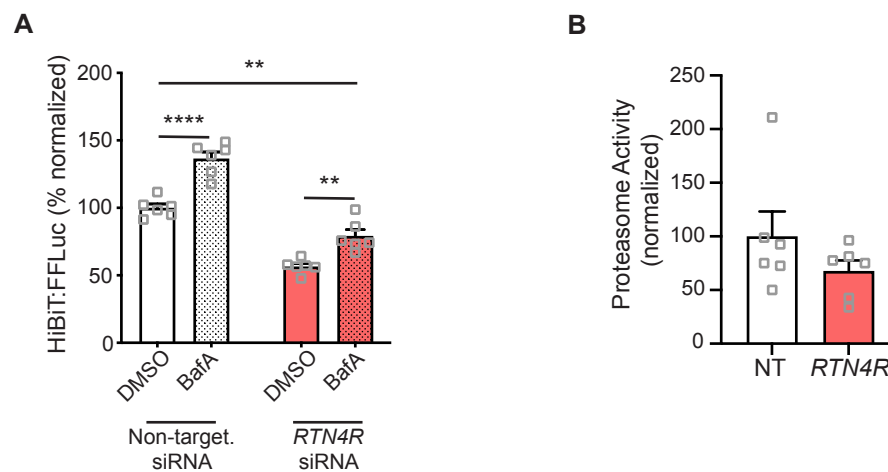 A
HiBiT:FFLuc (% normalized)
200
150
100
50
0
**
****
**
DMSO
BafA
DMSO
BafA
Non-target.
siRNA
RTN4R
siRNA
B
Proteasome Activity
(normalized)
250
200
150
100
50
0
NT
RTN4R